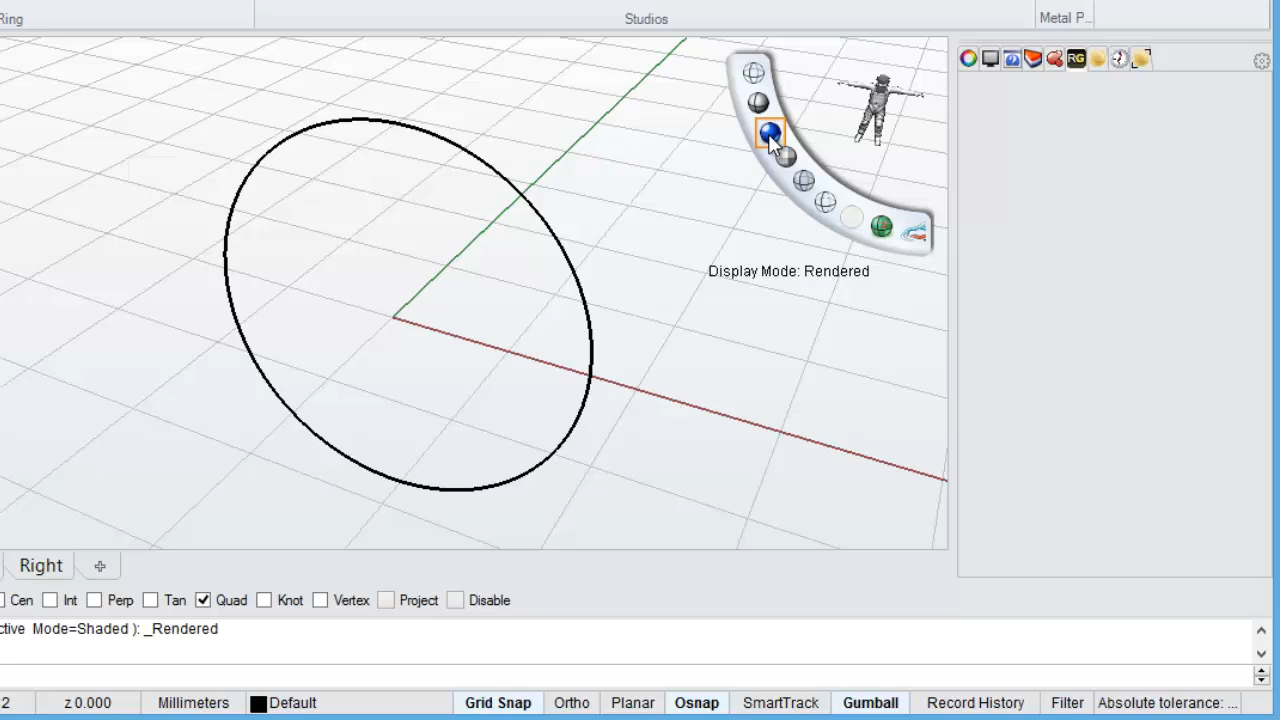 Ring Studios Metal P...
RG
Display Mode: Rendered
Right
Cen Int Perp Tan Quad Knot Vertex Project Disable
ctive Mode=Shaded ): _Rendered
2 z 0.000 Millimeters Default Grid Snap Ortho Planar Osnap SmartTrack Gumball Record History Filter Absolute tolerance: ...